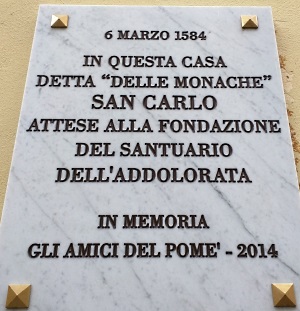 6 MARZO 1584
IN QUESTA CASA
DETTA "DELLE MONACHE"
SAN CARLO
ATTESE ALLA FONDAZIONE
DEL SANTUARIO
DELL'ADDOLORATA
IN MEMORIA
GLI AMICI DEL POME' - 2014